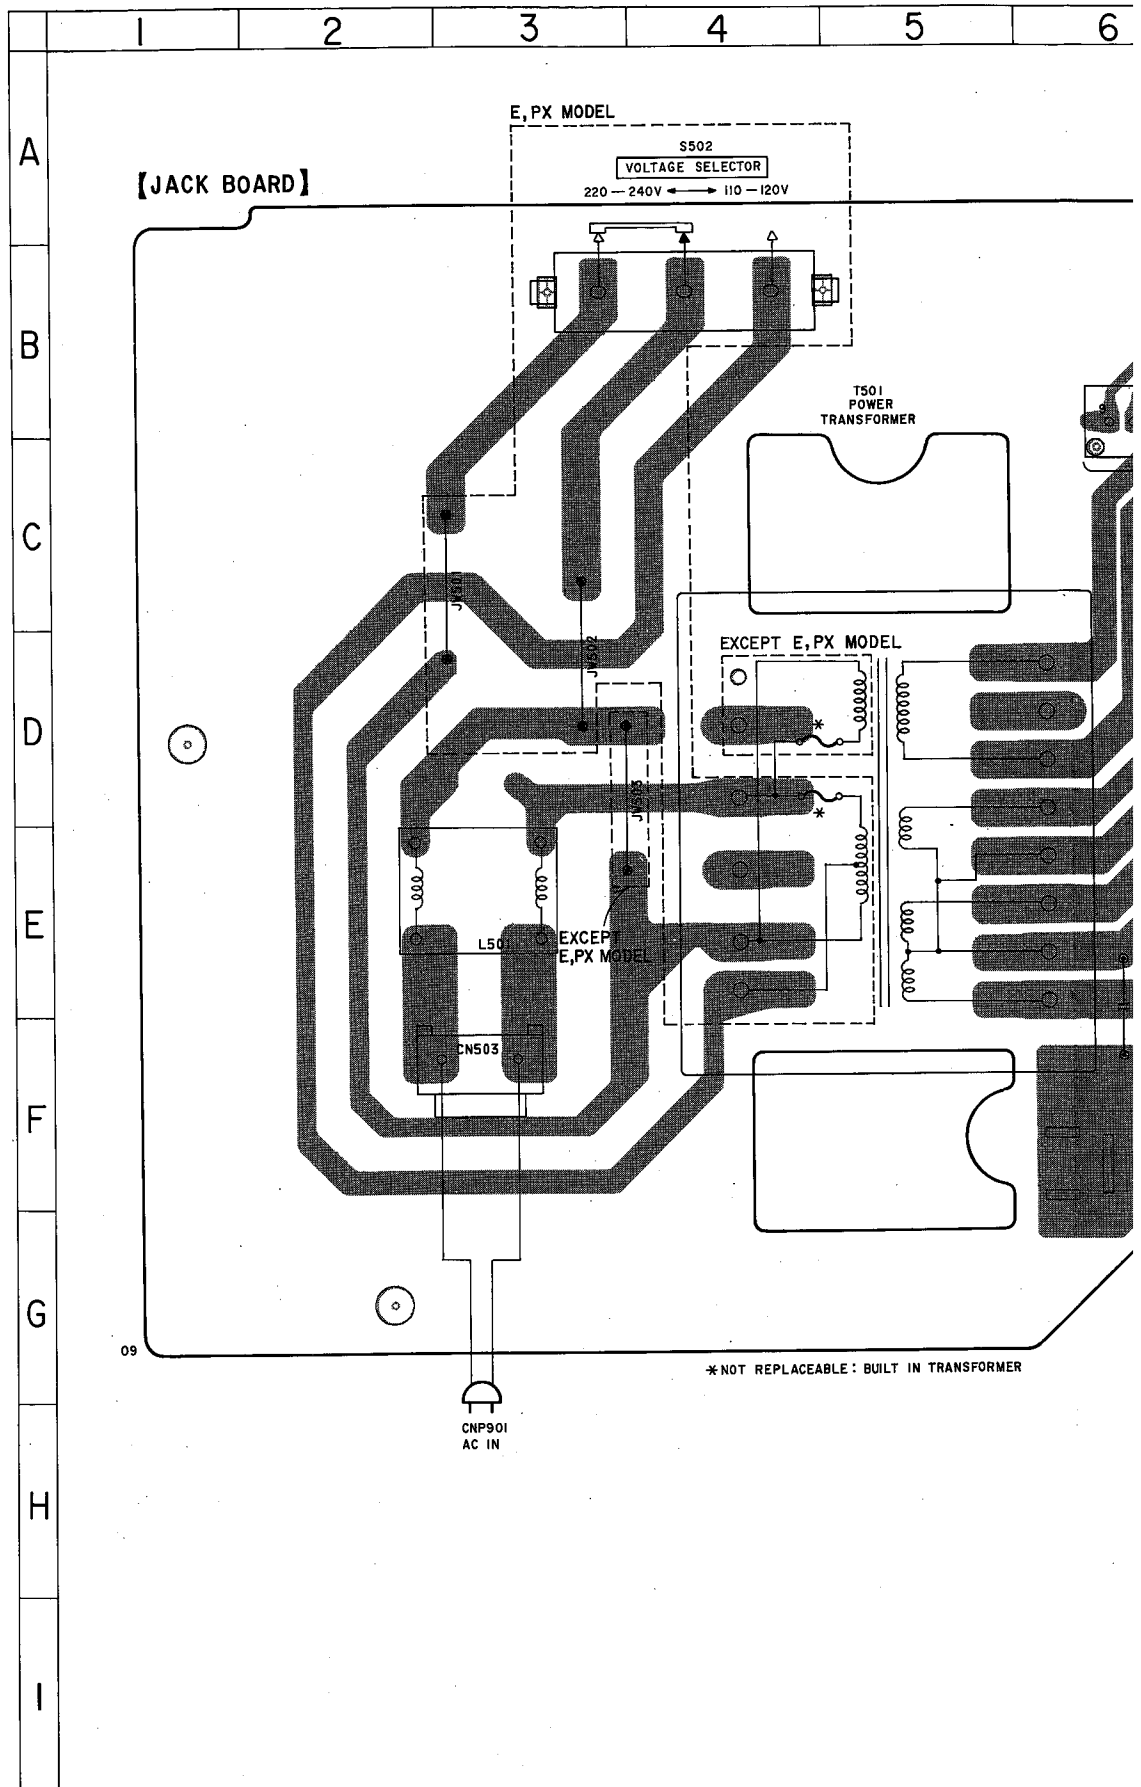 1 2 3 4 5 6
A
B
C
D
E
F
G
H
I
E, PX MODEL
S502
VOLTAGE SELECTOR
220 — 240V ◄—► 110 — 120V
【JACK BOARD】
T501
POWER
TRANSFORMER
JW501
JW502
EXCEPT E, PX MODEL
*
*
JW503
L501
EXCEPT
E,PX MODEL
CN503
09
*NOT REPLACEABLE: BUILT IN TRANSFORMER
CNP901
AC IN